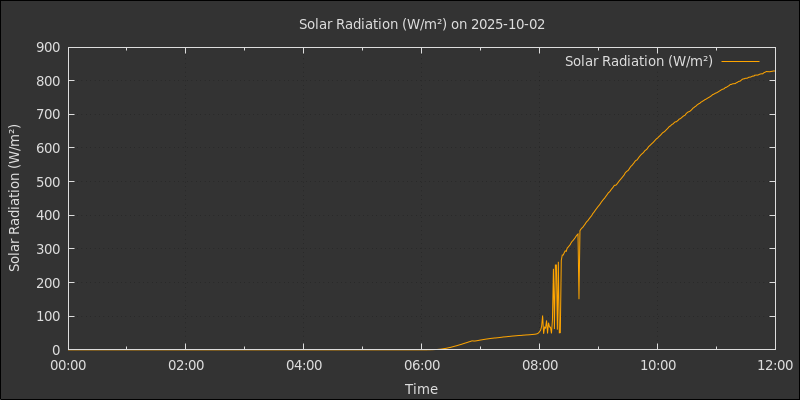 Solar Radiation (W/m²) on 2025-10-02
Solar Radiation (W/m²)
Solar Radiation (W/m²)
900
800
700
600
500
400
300
200
100
0
00:00 02:00 04:00 06:00 08:00 10:00 12:00
Time